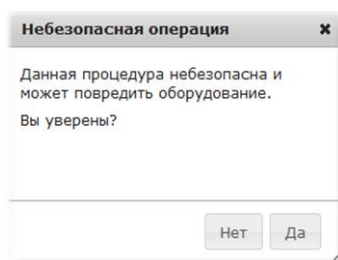 Небезопасная операция
Данная процедура небезопасна и
может повредить оборудование.
Вы уверены?
Нет Да